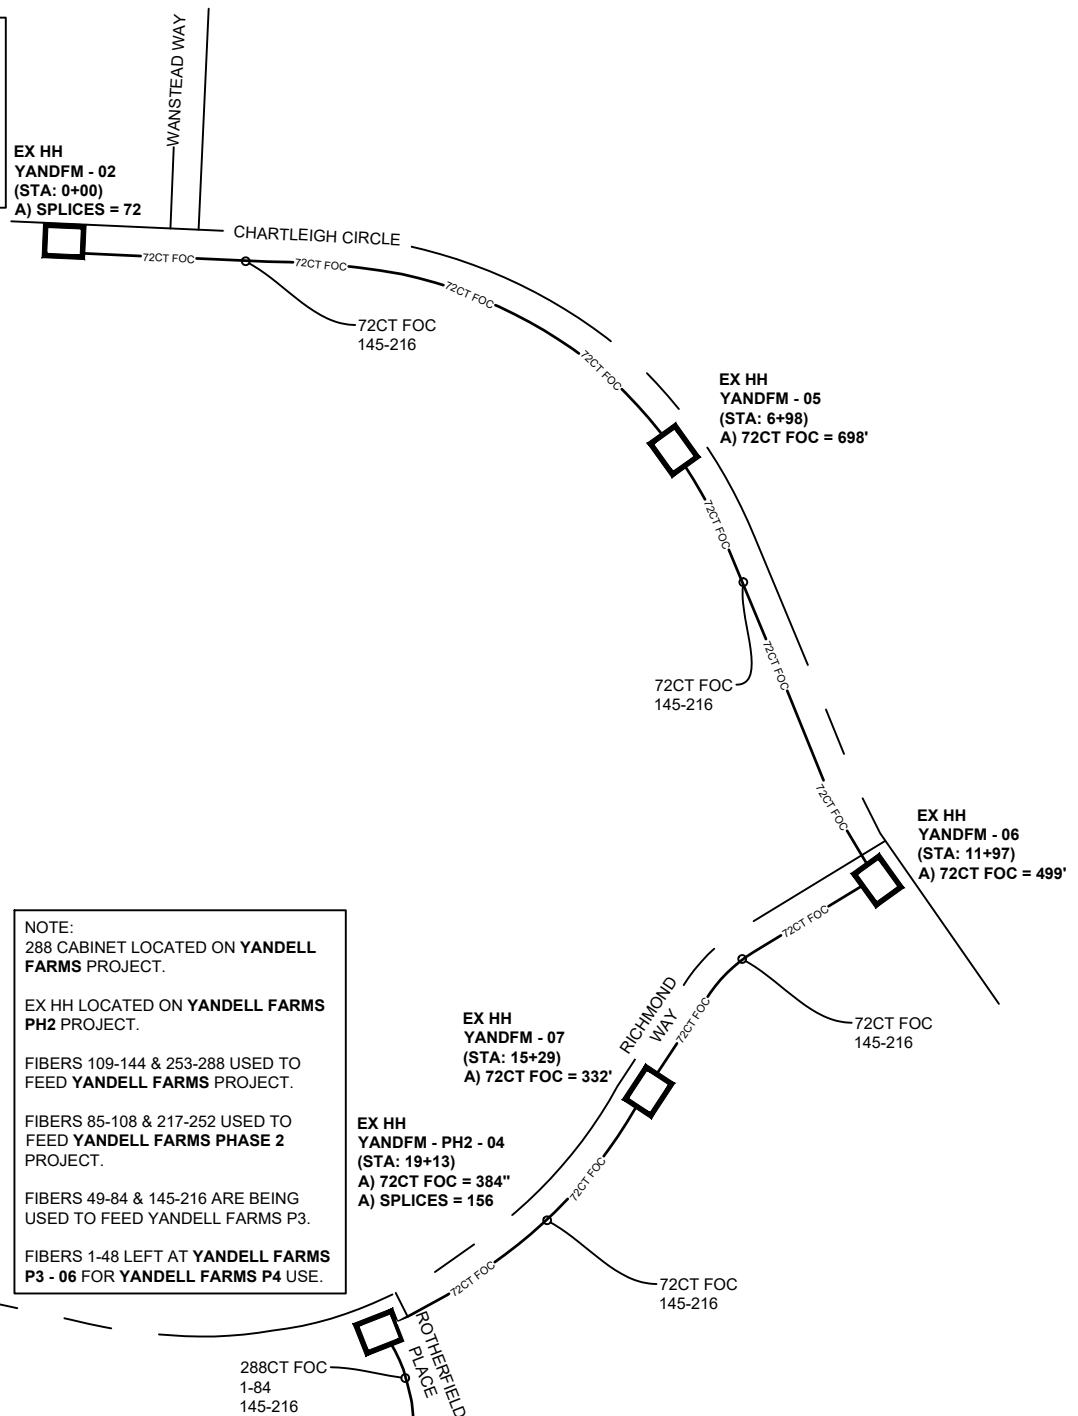 WANSTEAD WAY
EX HH
YANDFM - 02
(STA: 0+00)
A) SPLICES = 72
CHARTLEIGH CIRCLE
72CT FOC
72CT FOC
72CT FOC
72CT FOC
145-216
72CT FOC
EX HH
YANDFM - 05
(STA: 6+98)
A) 72CT FOC = 698'
72CT FOC
72CT FOC
72CT FOC
145-216
72CT FOC
EX HH
YANDFM - 06
(STA: 11+97)
A) 72CT FOC = 499'
72CT FOC
72CT FOC
145-216
RICHMOND
WAY
72CT FOC
EX HH
YANDFM - 07
(STA: 15+29)
A) 72CT FOC = 332'
EX HH
YANDFM - PH2 - 04
(STA: 19+13)
A) 72CT FOC = 384"
A) SPLICES = 156
72CT FOC
72CT FOC
72CT FOC
145-216
NOTE:
288 CABINET LOCATED ON YANDELL
FARMS PROJECT.
EX HH LOCATED ON YANDELL FARMS
PH2 PROJECT.
FIBERS 109-144 & 253-288 USED TO
FEED YANDELL FARMS PROJECT.
FIBERS 85-108 & 217-252 USED TO
FEED YANDELL FARMS PHASE 2
PROJECT.
FIBERS 49-84 & 145-216 ARE BEING
USED TO FEED YANDELL FARMS P3.
FIBERS 1-48 LEFT AT YANDELL FARMS
P3 - 06 FOR YANDELL FARMS P4 USE.
ROTHERFIELD
PLACE
288CT FOC
1-84
145-216